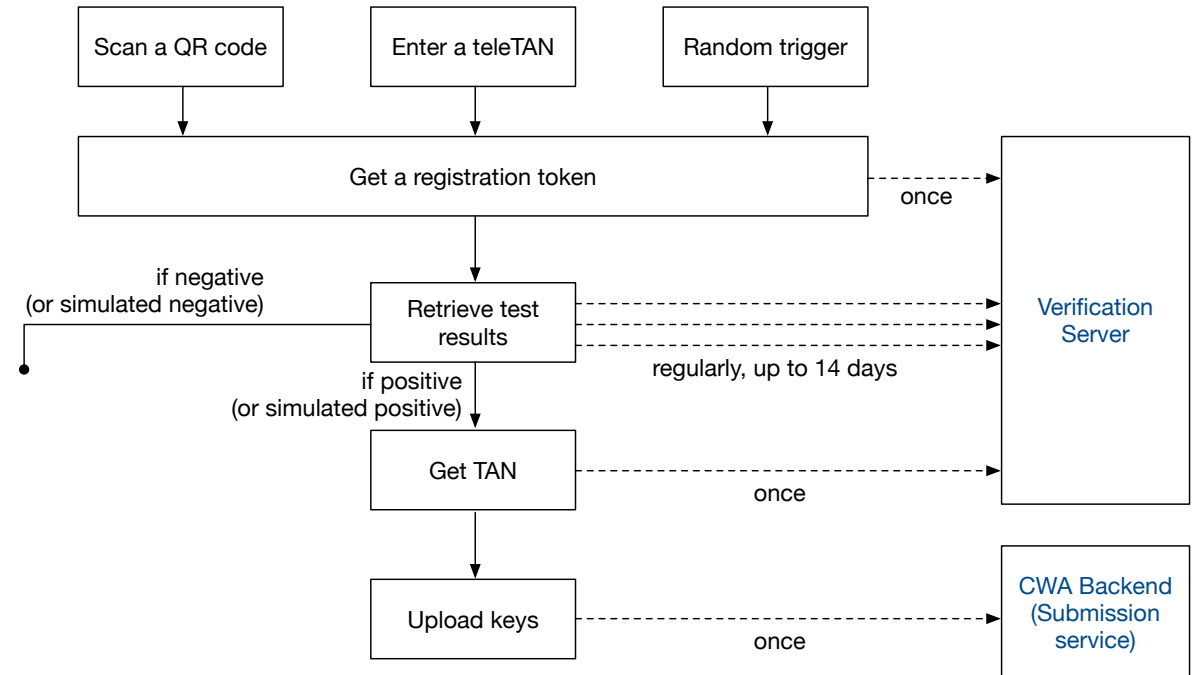 Scan a QR code
Enter a teleTAN
Random trigger
Get a registration token
once
if negative
(or simulated negative)
Retrieve test
results
regularly, up to 14 days
Verification
Server
if positive
(or simulated positive)
Get TAN
once
Upload keys
once
CWA Backend
(Submission
service)